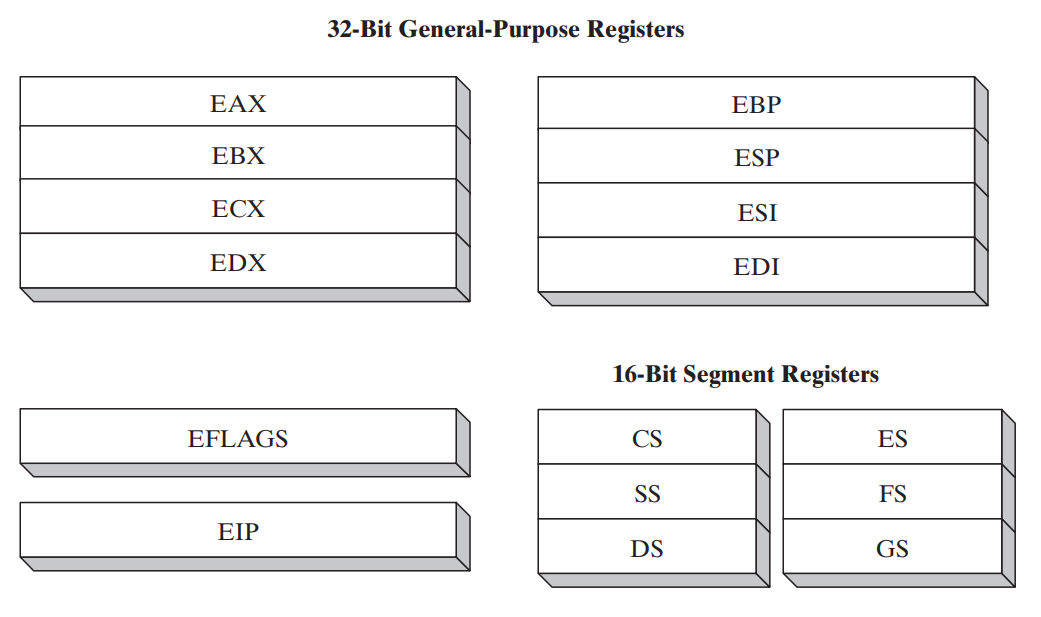 32-Bit General-Purpose Registers
EAX
EBX
ECX
EDX
EBP
ESP
ESI
EDI
EFLAGS
EIP
16-Bit Segment Registers
CS
SS
DS
ES
FS
GS